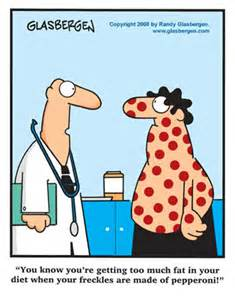 GLASBERGEN
Copyright 2008 by Randy Glasbergen.
www.glasbergen.com
“You know you're getting too much fat in your
diet when your freckles are made of pepperoni!”